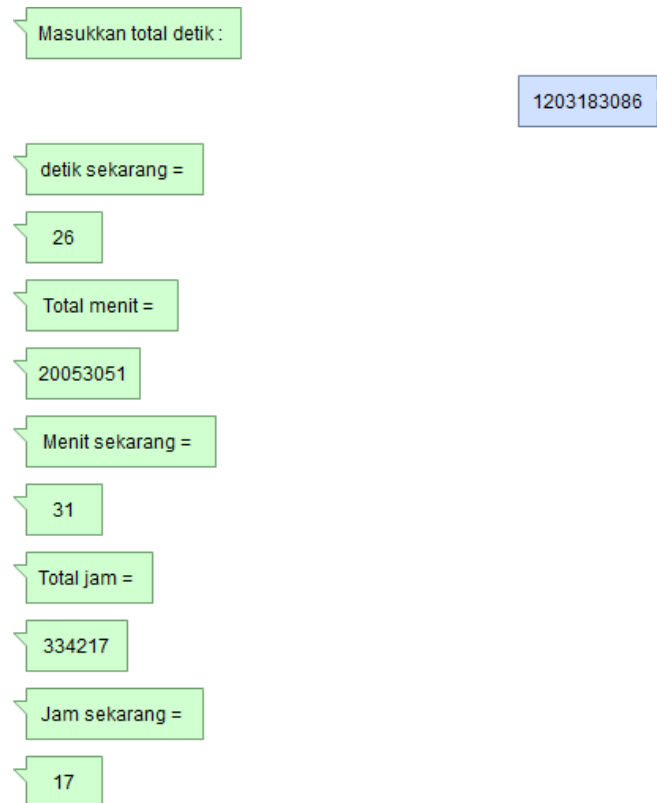 Masukkan total detik :
1203183086
detik sekarang =
26
Total menit =
20053051
Menit sekarang =
31
Total jam =
334217
Jam sekarang =
17